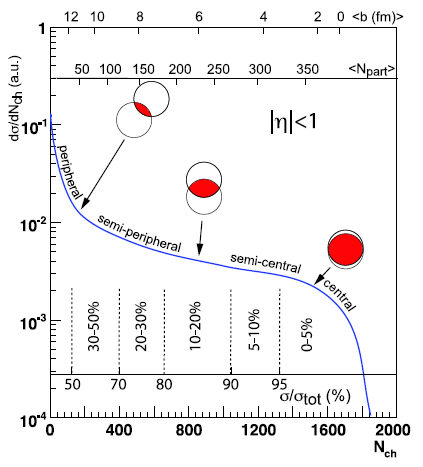 12 10 8 6 4 2 0 <b (fm)>
50 100 150 200 250 300 350 <Npart>
1
10-1
10-2
10-3
10-4
dσ/dNch (a.u.)
|η|<1
peripheral
semi-peripheral
semi-central
central
30-50%
20-30%
10-20%
5-10%
0-5%
50 70 80 90 95
σ/σtot (%)
0 400 800 1200 1600 2000
Nch